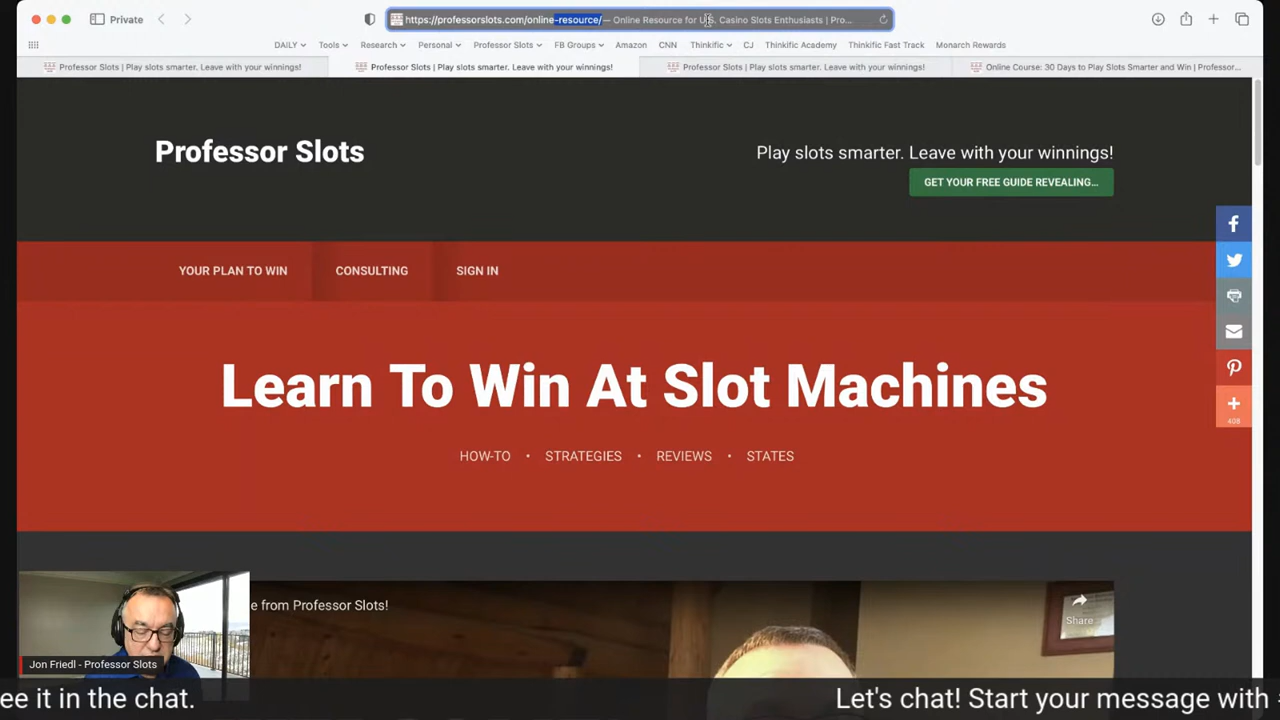 Private
https://professorslots.com/online-resource/ — Online Resource for U.S. Casino Slots Enthusiasts | Pro...
DAILY Tools Research Personal Professor Slots FB Groups Amazon CNN Thinkific CJ Thinkific Academy Thinkific Fast Track Monarch Rewards
Professor Slots | Play slots smarter. Leave with your winnings!
Professor Slots | Play slots smarter. Leave with your winnings!
Professor Slots | Play slots smarter. Leave with your winnings!
Online Course: 30 Days to Play Slots Smarter and Win | Professor...
Professor Slots
Play slots smarter. Leave with your winnings!
GET YOUR FREE GUIDE REVEALING...
YOUR PLAN TO WIN CONSULTING SIGN IN
Learn To Win At Slot Machines
HOW-TO • STRATEGIES • REVIEWS • STATES
408
e from Professor Slots!
Share
Jon Friedl - Professor Slots
ee it in the chat.
Let's chat! Start your message with